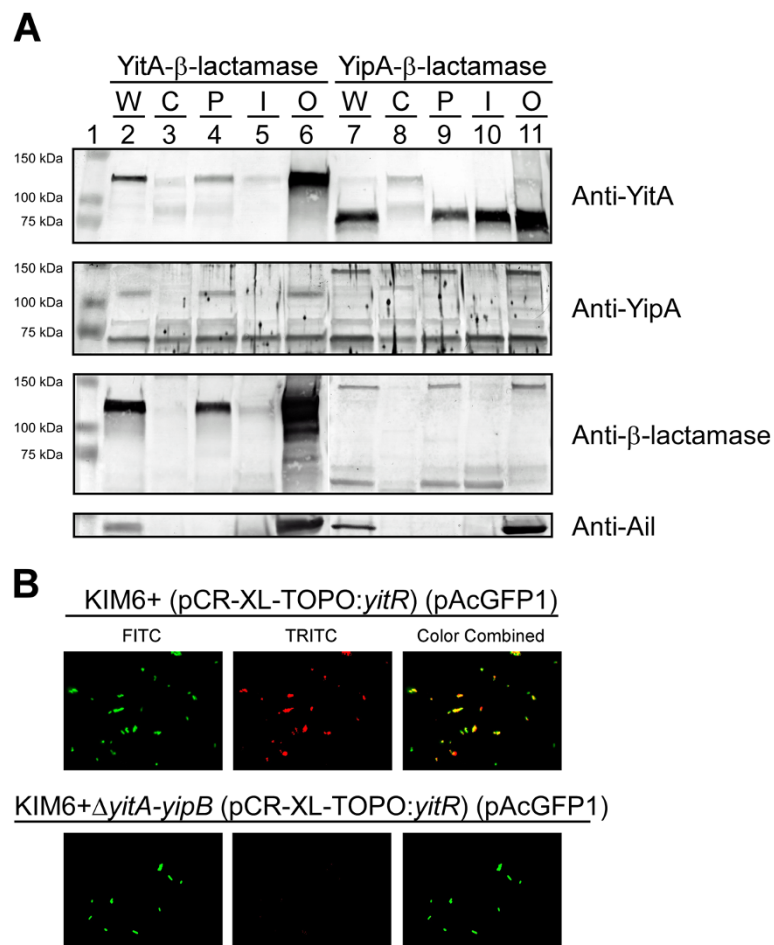 A
YitA-β-lactamase YipA-β-lactamase
W C P I O W C P I O
1 2 3 4 5 6 7 8 9 10 11
150 kDa
100 kDa
75 kDa
Anti-YitA
150 kDa
100 kDa
75 kDa
Anti-YipA
150 kDa
100 kDa
75 kDa
Anti-β-lactamase
Anti-Ail
B
KIM6+ (pCR-XL-TOPO:yitR) (pAcGFP1)
FITC TRITC Color Combined
KIM6+ΔyitA-yipB (pCR-XL-TOPO:yitR) (pAcGFP1)